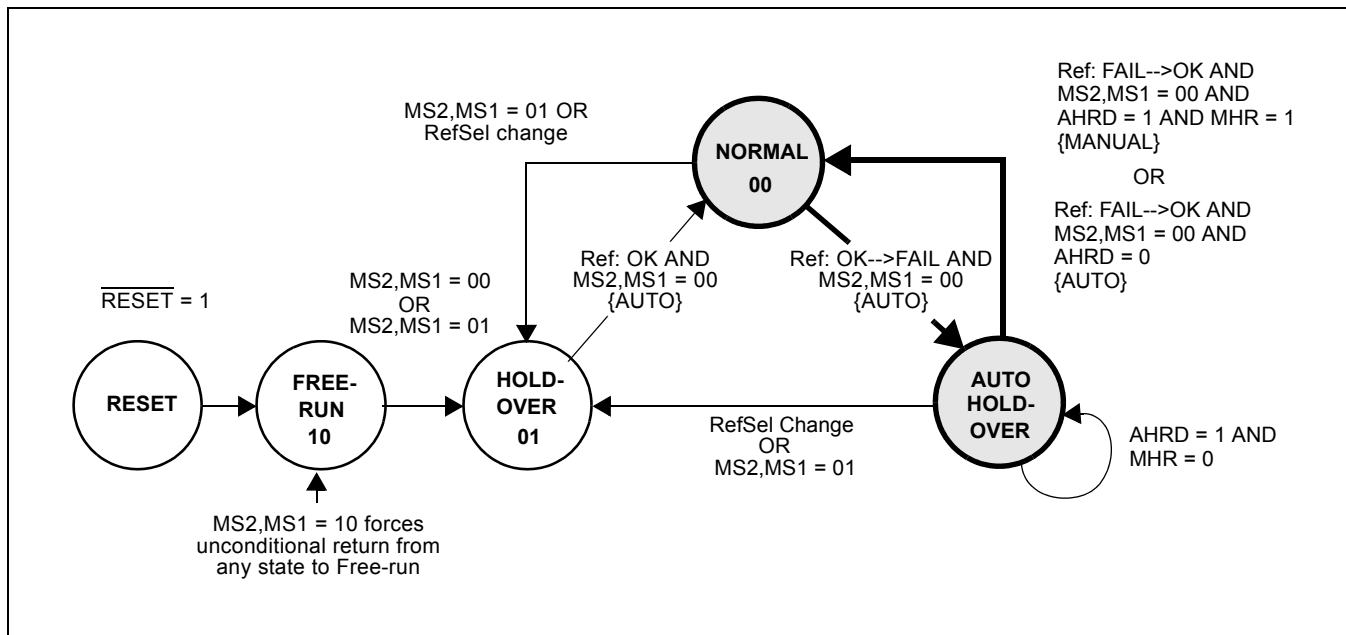 Ref: FAIL-->OK AND
MS2,MS1 = 00 AND
AHRD = 1 AND MHR = 1
{MANUAL}
OR
Ref: FAIL-->OK AND
MS2,MS1 = 00 AND
AHRD = 0
{AUTO}
MS2,MS1 = 01 OR
RefSel change
NORMAL
00
Ref: OK AND
MS2,MS1 = 00
{AUTO}
Ref: OK-->FAIL AND
MS2,MS1 = 00
{AUTO}
RESET = 1
MS2,MS1 = 00
OR
MS2,MS1 = 01
RESET
FREE-
RUN
10
HOLD-
OVER
01
AUTO
HOLD-
OVER
RefSel Change
OR
MS2,MS1 = 01
AHRD = 1 AND
MHR = 0
MS2,MS1 = 10 forces
unconditional return from
any state to Free-run